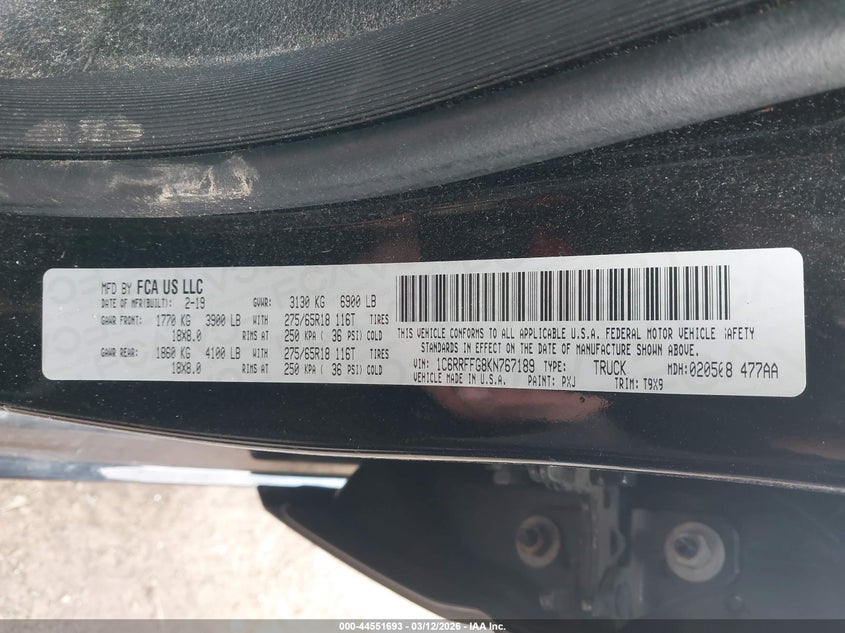 MFD BY FCA US LLC
DATE OF MFR(BUILT): 2-19 GVWR: 3130 KG 6900 LB
GAWR FRONT: 1770 KG 3900 LB WITH 275/65R18 116T TIRES
18X8.0 RIMS AT 250 KPA ( 36 PSI) COLD
GAWR REAR: 1860 KG 4100 LB WITH 275/65R18 116T TIRES
18X8.0 RIMS AT 250 KPA ( 36 PSI) COLD
THIS VEHICLE CONFORMS TO ALL APPLICABLE U.S.A. FEDERAL MOTOR VEHICLE SAFETY
STANDARDS IN EFFECT ON THE DATE OF MANUFACTURE SHOWN ABOVE.
VIN: 1C6RRFFG8KN767189 TYPE: TRUCK MDH:020508 477AA
VEHICLE MADE IN U.S.A. PAINT: PXJ TRIM: T9X9
000-44551693 - 03/12/2026 - IAA Inc.